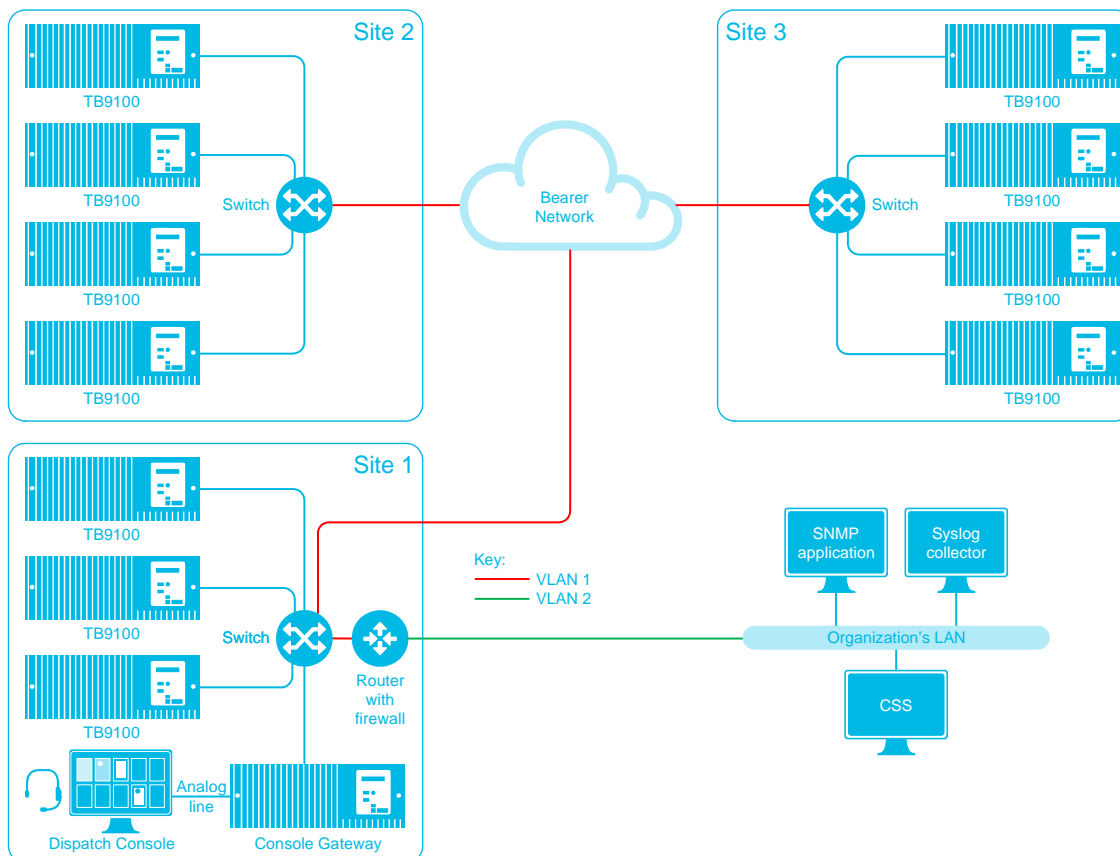 Site 2
TB9100
TB9100
Switch
TB9100
TB9100
Bearer
Network
Site 3
TB9100
TB9100
Switch
TB9100
TB9100
Site 1
TB9100
TB9100
Switch
TB9100
Router
with
firewall
Analog
line
Dispatch Console
Console Gateway
Key:
VLAN 1
VLAN 2
SNMP
application
Syslog
collector
Organization's LAN
CSS